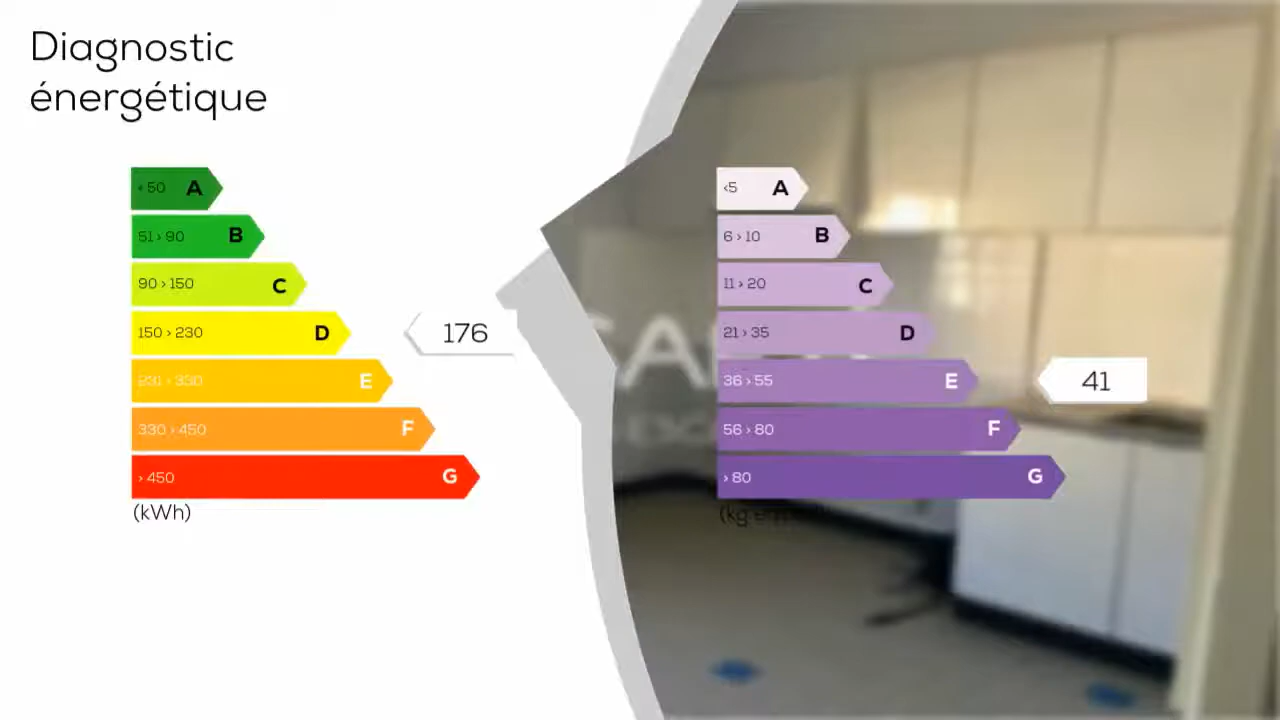 Diagnostic
énergétique
< 50 A
51 > 90 B
90 > 150 C
150 > 230 D
176
E
330 > 450 F
> 450 G
(kWh)
<5 A
6 > 10 B
11 > 20 C
21 > 35 D
36 > 55 E
41
56 > 80 F
> 80 G
(kg